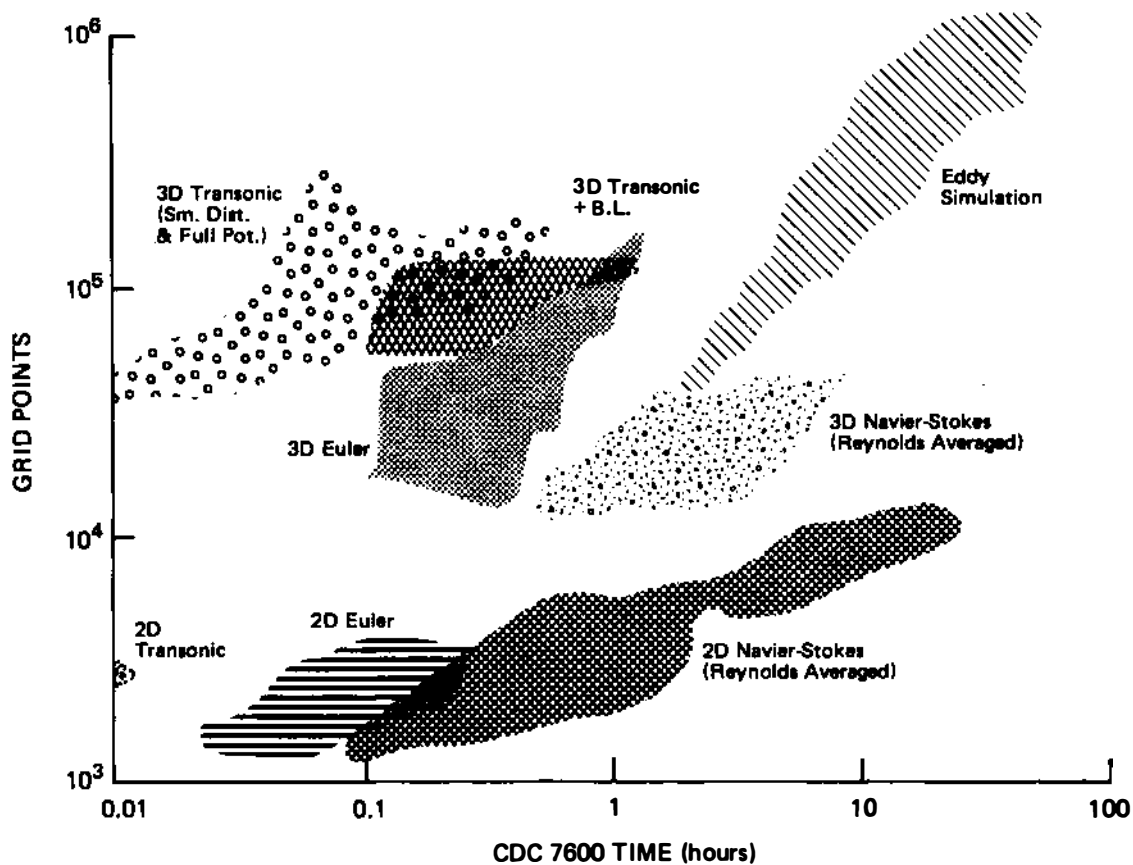 10⁶
3D Transonic
(Sm. Dist.
& Full Pot.)
3D Transonic
+ B.L.
Eddy
Simulation
10⁵
GRID POINTS
3D Euler
3D Navier-Stokes
(Reynolds Averaged)
10⁴
2D
Transonic
2D Euler
2D Navier-Stokes
(Reynolds Averaged)
10³
0.01
0.1
1
10
100
CDC 7600 TIME (hours)